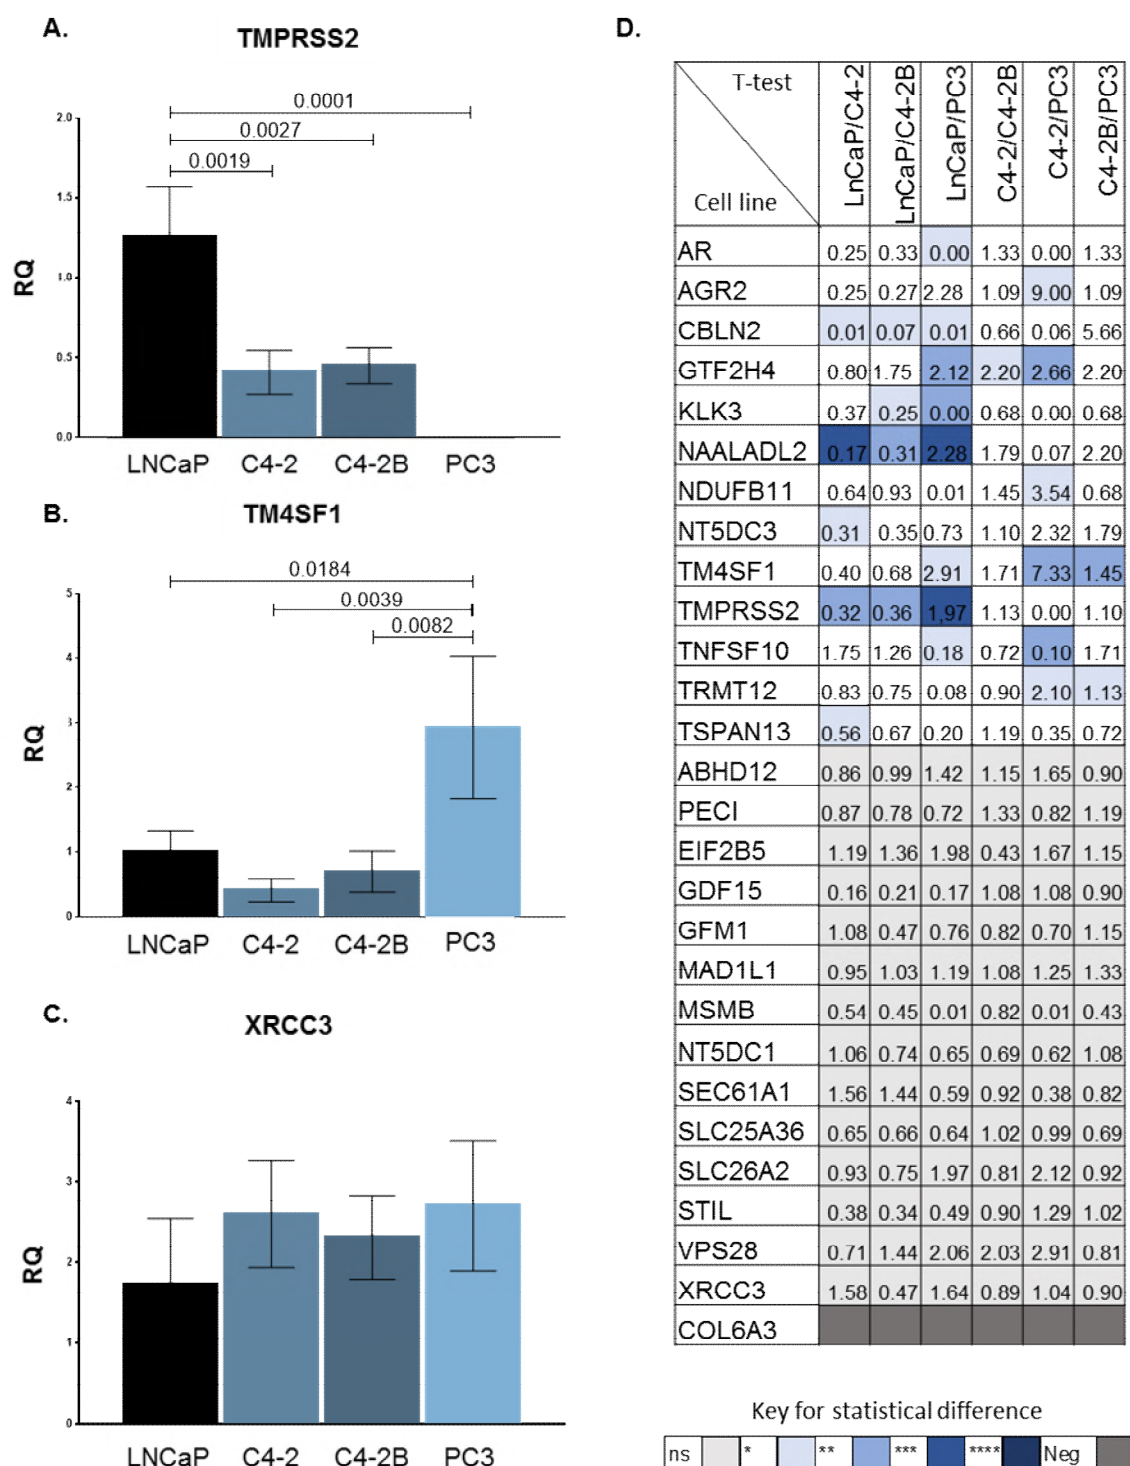 A.
TMPRSS2
0.0001
0.0027
0.0019
2.0
1.5
1.0
0.5
0.0
RQ
LNCaP C4-2 C4-2B PC3
B.
TM4SF1
0.0184
0.0039
0.0082
5
4
3
2
1
0
RQ
LNCaP C4-2 C4-2B PC3
C.
XRCC3
4
3
2
1
0
RQ
LNCaP C4-2 C4-2B PC3
D.
T-test
Cell line
LnCaP/C4-2
LnCaP/C4-2B
LnCaP/PC3
C4-2/C4-2B
C4-2/PC3
C4-2B/PC3
AR 0.25 0.33 0.00 1.33 0.00 1.33
AGR2 0.25 0.27 2.28 1.09 9.00 1.09
CBLN2 0.01 0.07 0.01 0.66 0.06 5.66
GTF2H4 0.80 1.75 2.12 2.20 2.66 2.20
KLK3 0.37 0.25 0.00 0.68 0.00 0.68
NAALADL2 0.17 0.31 2.28 1.79 0.07 2.20
NDUFB11 0.64 0.93 0.01 1.45 3.54 0.68
NT5DC3 0.31 0.35 0.73 1.10 2.32 1.79
TM4SF1 0.40 0.68 2.91 1.71 7.33 1.45
TMPRSS2 0.32 0.36 1,97 1.13 0.00 1.10
TNFSF10 1.75 1.26 0.18 0.72 0.10 1.71
TRMT12 0.83 0.75 0.08 0.90 2.10 1.13
TSPAN13 0.56 0.67 0.20 1.19 0.35 0.72
ABHD12 0.86 0.99 1.42 1.15 1.65 0.90
PECI 0.87 0.78 0.72 1.33 0.82 1.19
EIF2B5 1.19 1.36 1.98 0.43 1.67 1.15
GDF15 0.16 0.21 0.17 1.08 1.08 0.90
GFM1 1.08 0.47 0.76 0.82 0.70 1.15
MAD1L1 0.95 1.03 1.19 1.08 1.25 1.33
MSMB 0.54 0.45 0.01 0.82 0.01 0.43
NT5DC1 1.06 0.74 0.65 0.69 0.62 1.08
SEC61A1 1.56 1.44 0.59 0.92 0.38 0.82
SLC25A36 0.65 0.66 0.64 1.02 0.99 0.69
SLC26A2 0.93 0.75 1.97 0.81 2.12 0.92
STIL 0.38 0.34 0.49 0.90 1.29 1.02
VPS28 0.71 1.44 2.06 2.03 2.91 0.81
XRCC3 1.58 0.47 1.64 0.89 1.04 0.90
COL6A3
Key for statistical difference
ns * ** *** **** Neg